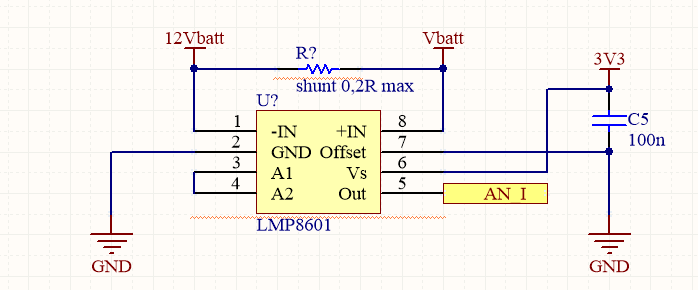 12Vbatt
Vbatt
R?
3V3
shunt 0,2R max
U?
1
8
-IN
+IN
C5
2
7
GND
Offset
100n
3
6
A1
Vs
4
5
A2
Out
AN_I
LMP8601
GND
GND